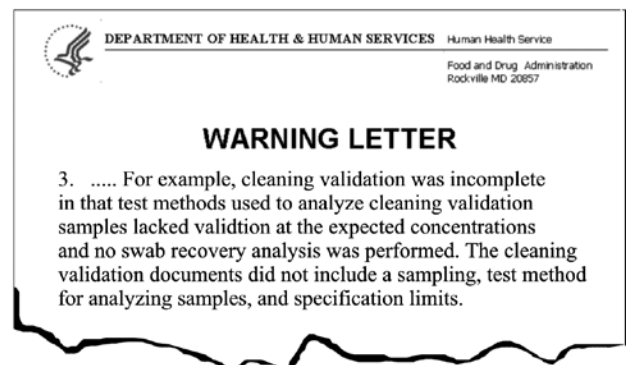 DEPARTMENT OF HEALTH & HUMAN SERVICES Human Health Service
Food and Drug Administration
Rockville MD 20857
WARNING LETTER
3. ..... For example, cleaning validation was incomplete
in that test methods used to analyze cleaning validation
samples lacked validtion at the expected concentrations
and no swab recovery analysis was performed. The cleaning
validation documents did not include a sampling, test method
for analyzing samples, and specification limits.